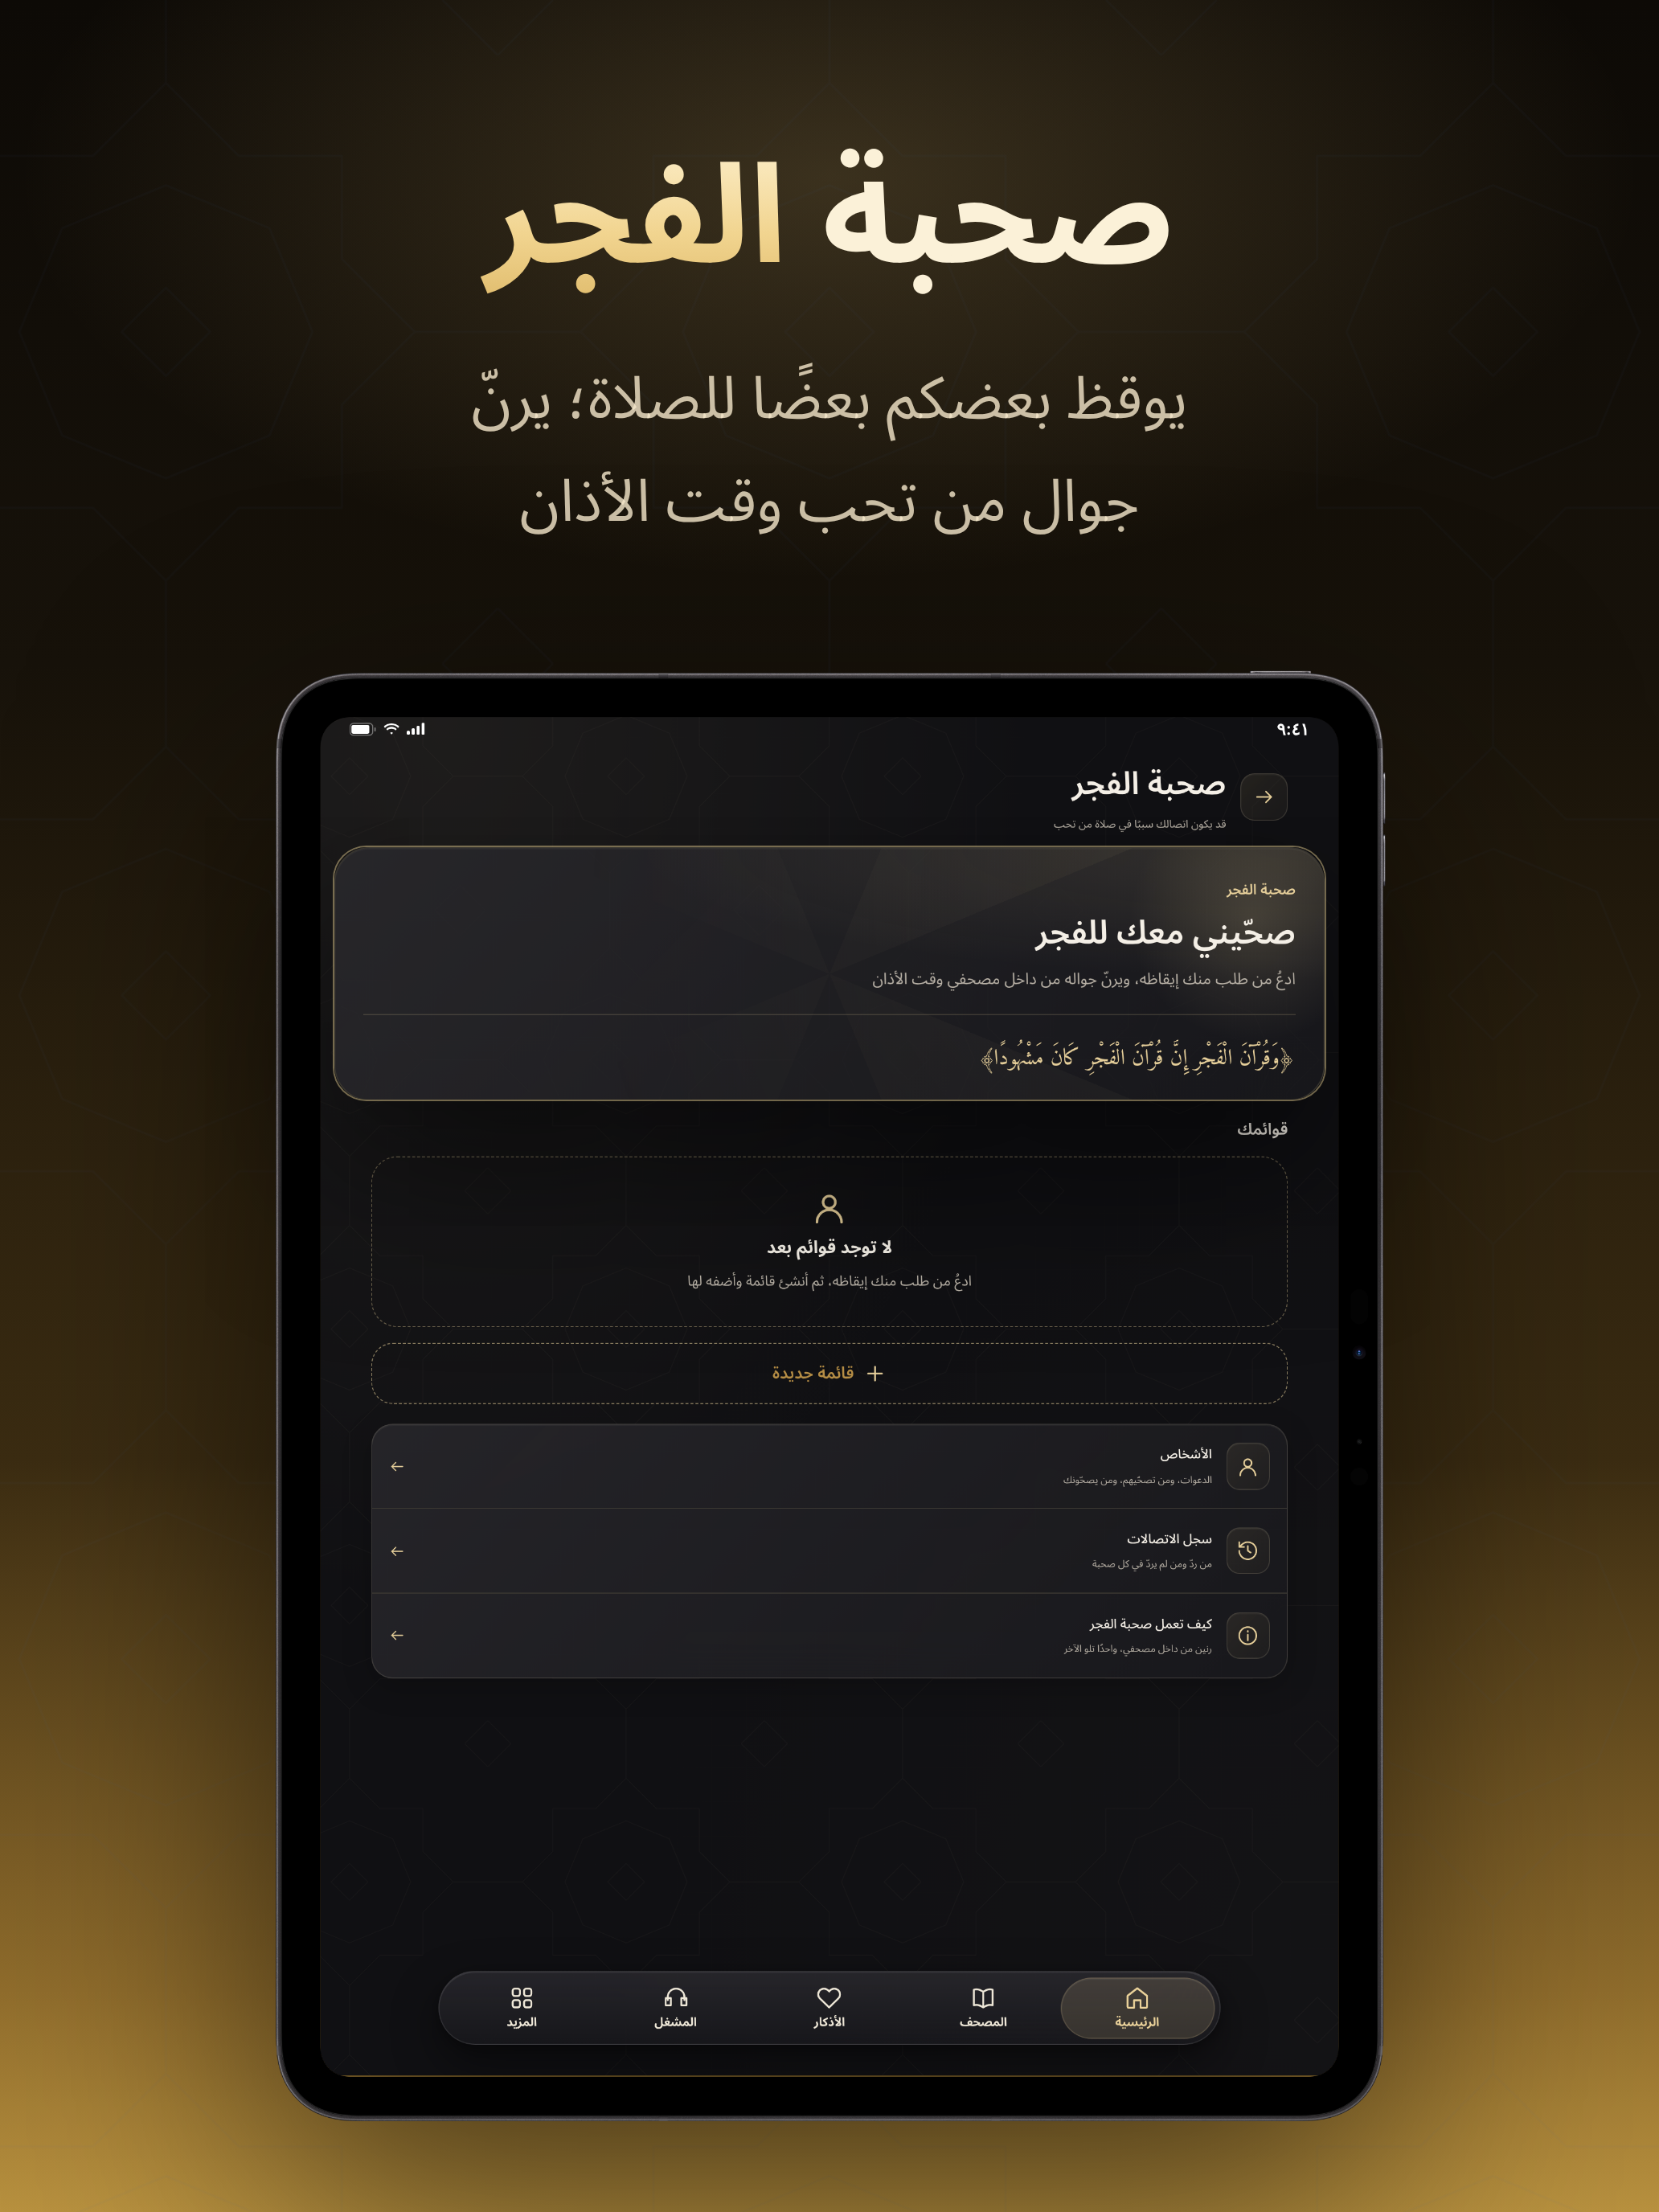 صحبة الفجر
يوقظ بعضكم بعضًا للصلاة؛ يرنّ
جوال من تحب وقت الأذان
٩:٤١
صحبة الفجر
قد يكون اتصالك سببًا في صلاة من تحب
صحبة الفجر
صحّيني معك للفجر
ادعُ من طلب منك إيقاظه، ويرنّ جواله من داخل مصحفي وقت الأذان
﴿وَقُرْآنَ الْفَجْرِ إِنَّ قُرْآنَ الْفَجْرِ كَانَ مَشْهُودًا﴾
قوائمك
لا توجد قوائم بعد
ادعُ من طلب منك إيقاظه، ثم أنشئ قائمة وأضفه لها
قائمة جديدة
الأشخاص
الدعوات، ومن تصحّيهم، ومن يصحّونك
سجل الاتصالات
من ردّ ومن لم يردّ في كل صحبة
كيف تعمل صحبة الفجر
رنين من داخل مصحفي، واحدًا تلو الآخر
الرئيسية
المصحف
الأذكار
المشغل
المزيد